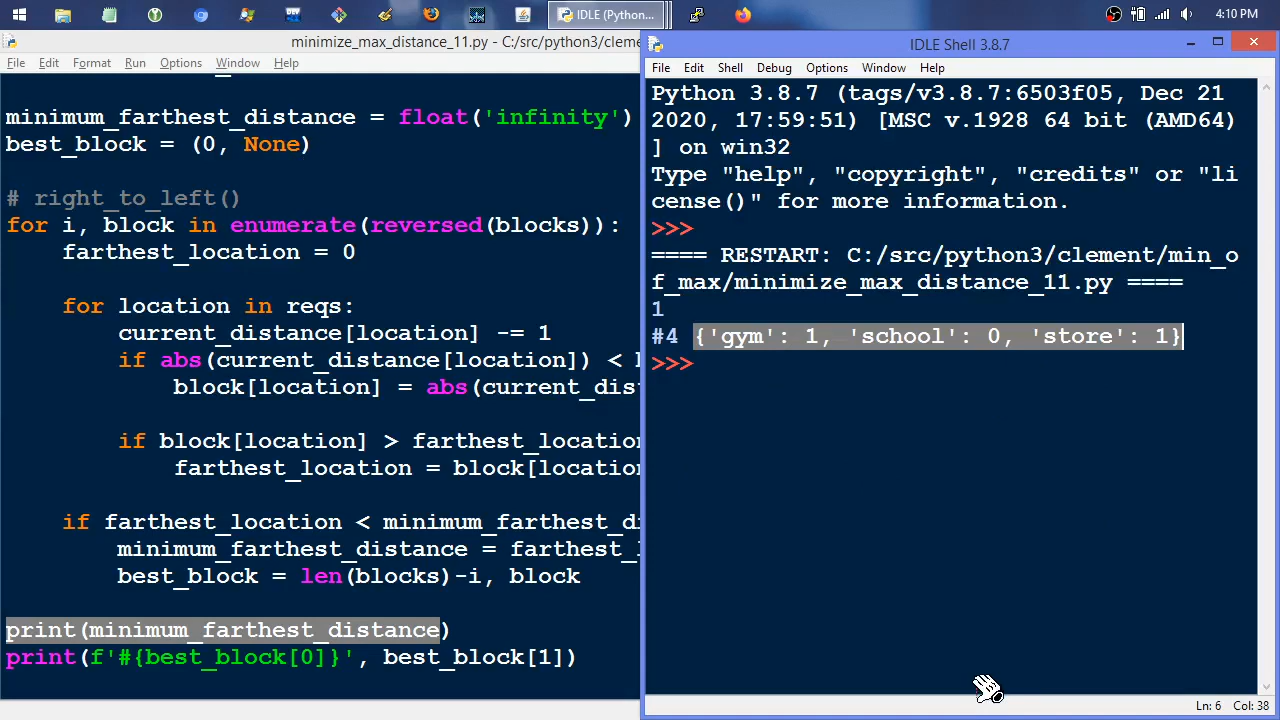 IDLE (Python...
4:10 PM
minimize_max_distance_11.py - C:/src/python3/cleme
File Edit Format Run Options Window Help
minimum_farthest_distance = float('infinity')
best_block = (0, None)
# right_to_left()
for i, block in enumerate(reversed(blocks)):
farthest_location = 0
for location in reqs:
current_distance[location] -= 1
if abs(current_distance[location]) <
block[location] = abs(current_dis
if block[location] > farthest_location
farthest_location = block[locatio
if farthest_location < minimum_farthest_d
minimum_farthest_distance = farthest_l
best_block = len(blocks)-i, block
print(minimum_farthest_distance)
print(f'#{best_block[0]}', best_block[1])
IDLE Shell 3.8.7
File Edit Shell Debug Options Window Help
Python 3.8.7 (tags/v3.8.7:6503f05, Dec 21
2020, 17:59:51) [MSC v.1928 64 bit (AMD64)
] on win32
Type "help", "copyright", "credits" or "li
cense()" for more information.
>>>
==== RESTART: C:/src/python3/clement/min_o
f_max/minimize_max_distance_11.py ====
1
#4 {'gym': 1, 'school': 0, 'store': 1}
>>>
Ln: 6 Col: 38